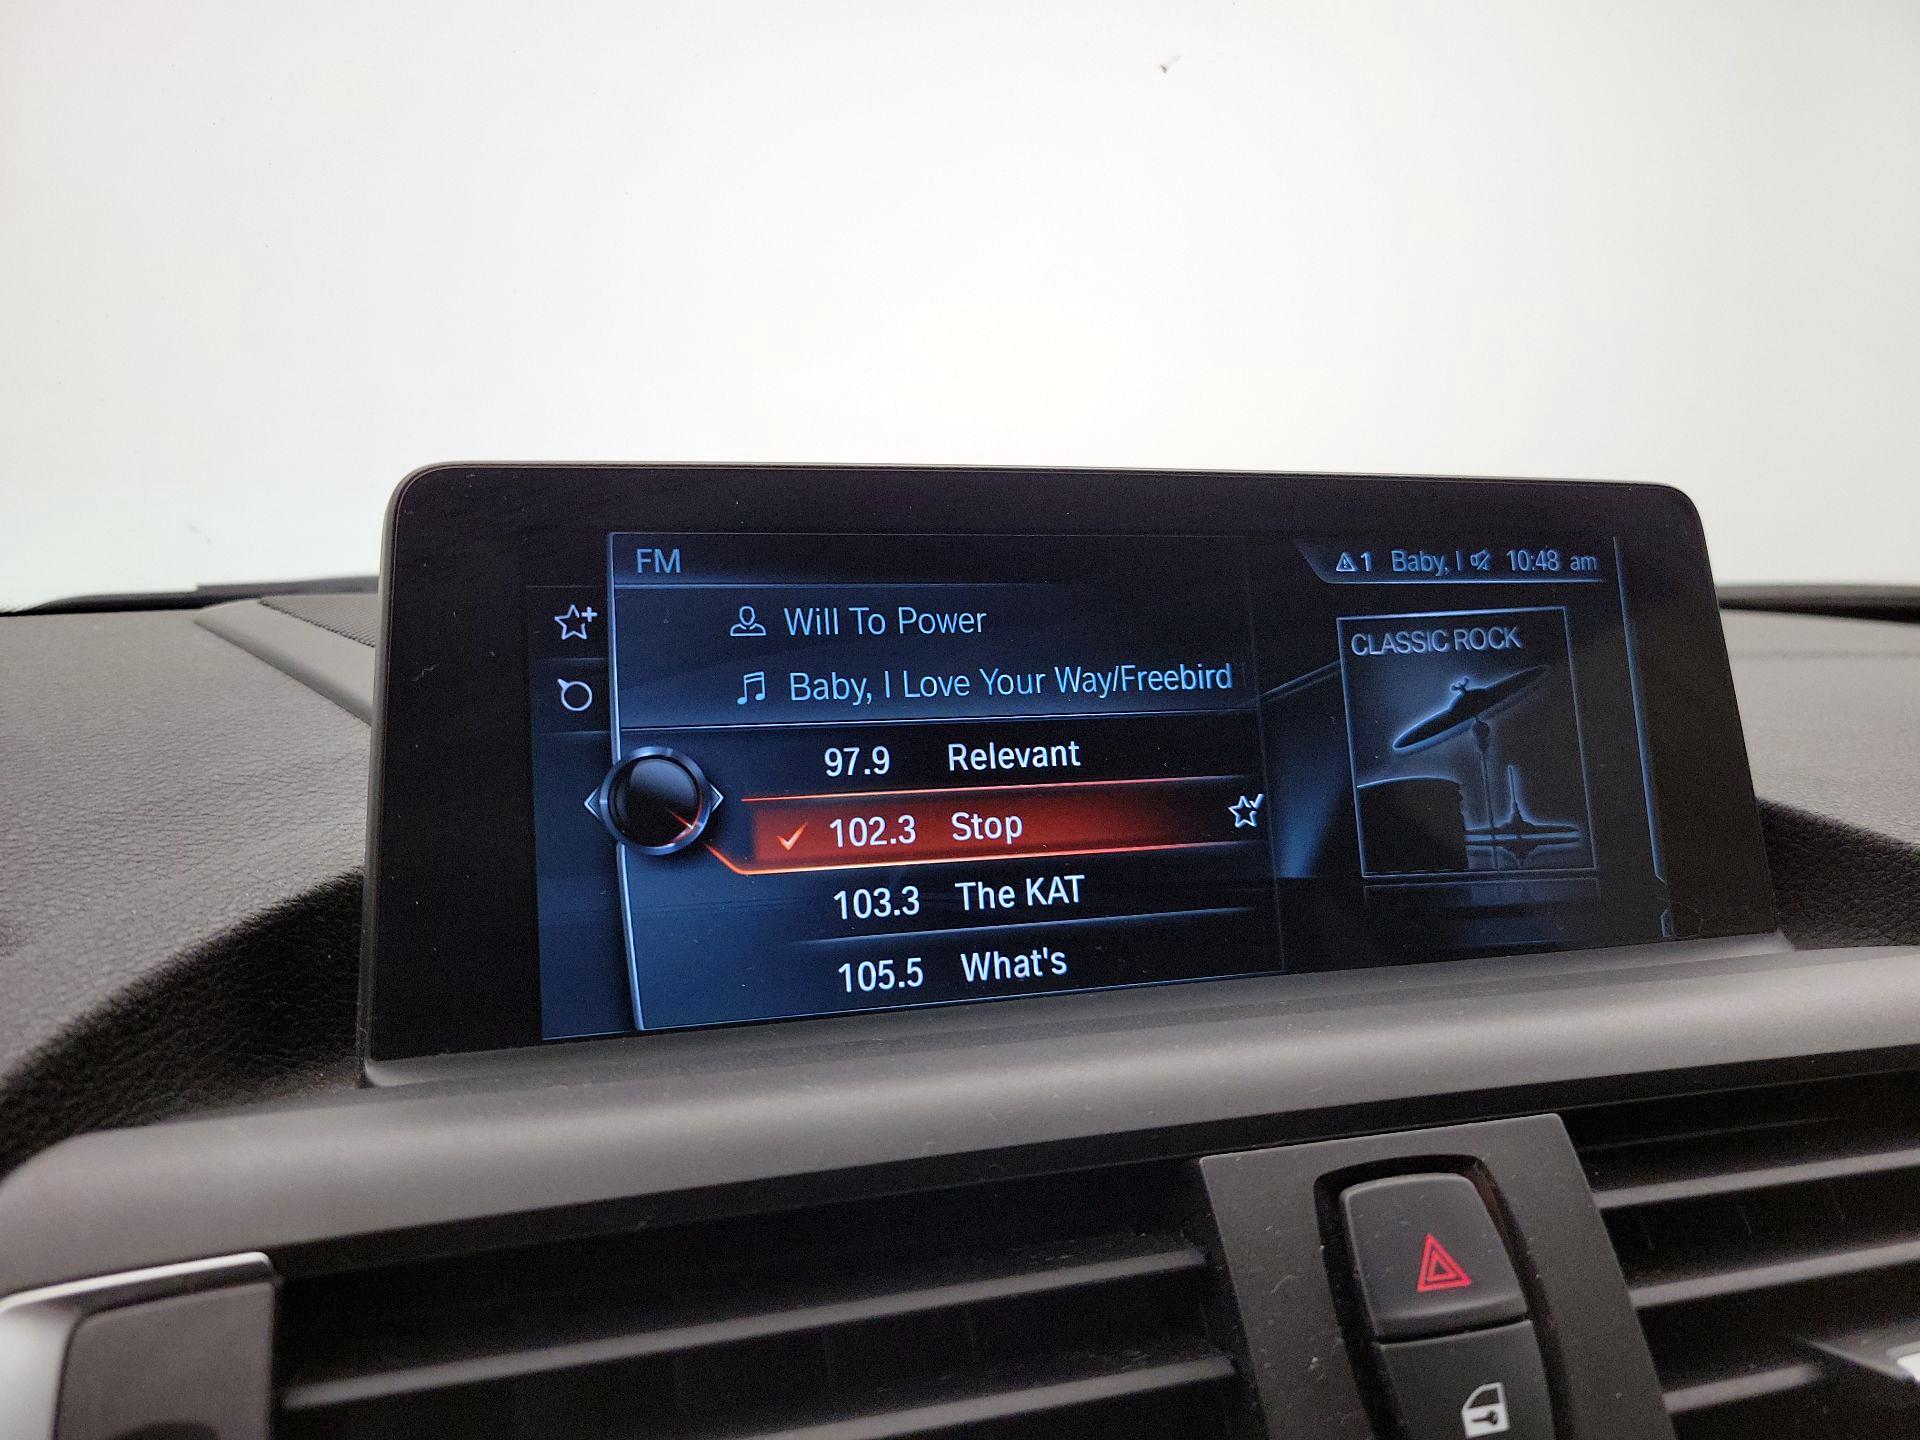 FM
1 Baby, I 10:48 am
Will To Power
Baby, I Love Your Way/Freebird
CLASSIC ROCK
97.9 Relevant
102.3 Stop
103.3 The KAT
105.5 What's